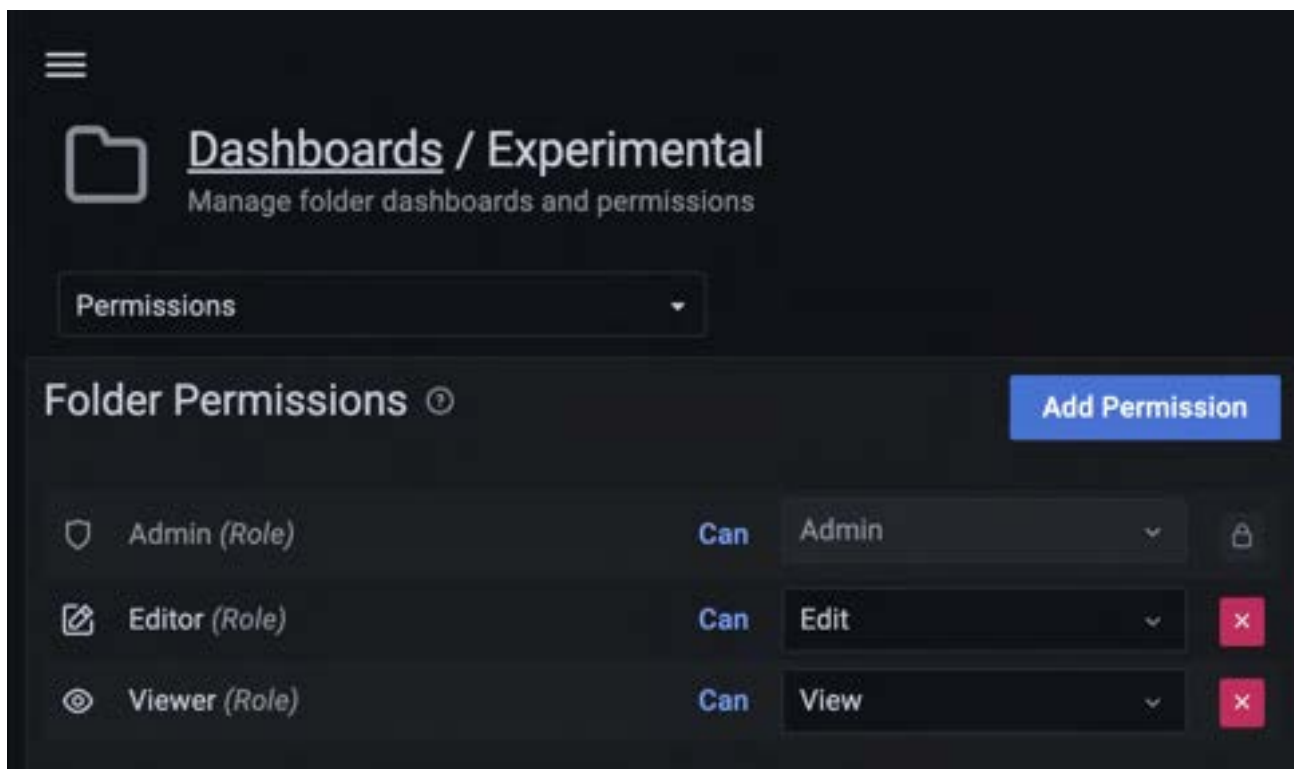 Dashboards / Experimental
Manage folder dashboards and permissions
Permissions
Folder Permissions
Add Permission
Admin (Role) Can Admin
Editor (Role) Can Edit
Viewer (Role) Can View